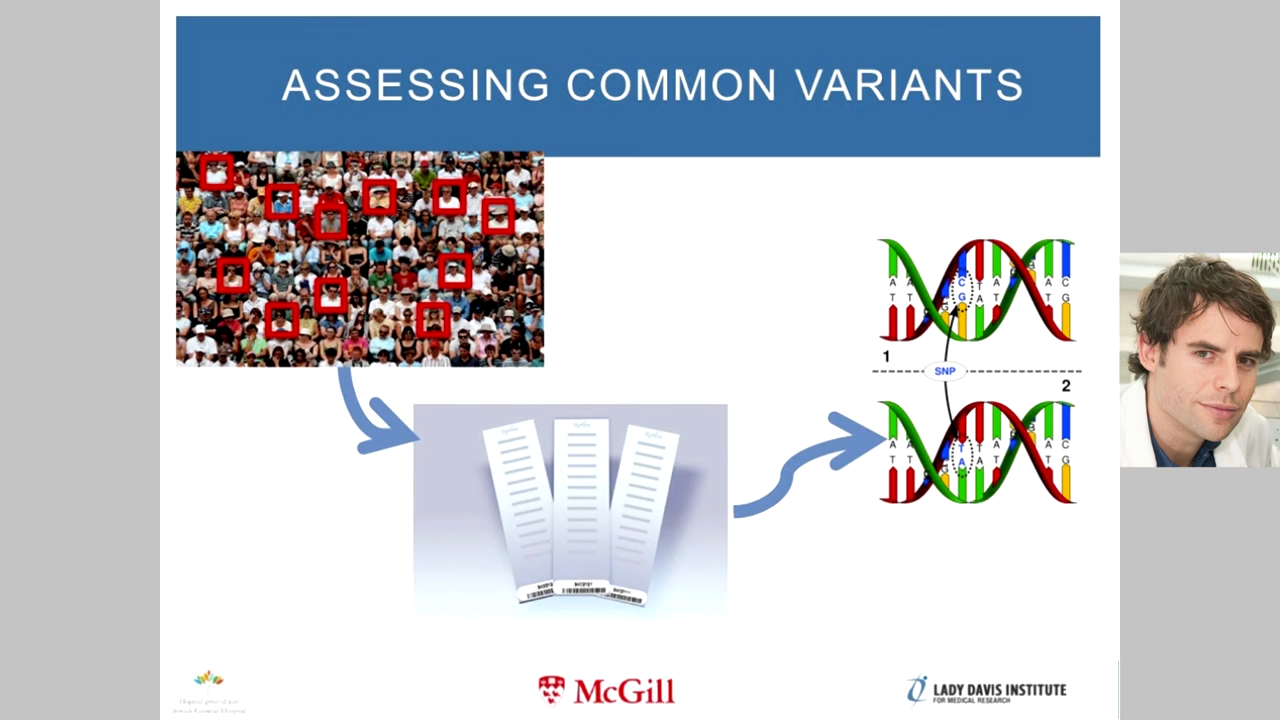 ASSESSING COMMON VARIANTS
A
C
G
T
A
T
A
C
T
G
1
SNP
2
A
T
A
C
T
A
T
G
McGill
LADY DAVIS INSTITUTE
FOR MEDICAL RESEARCH